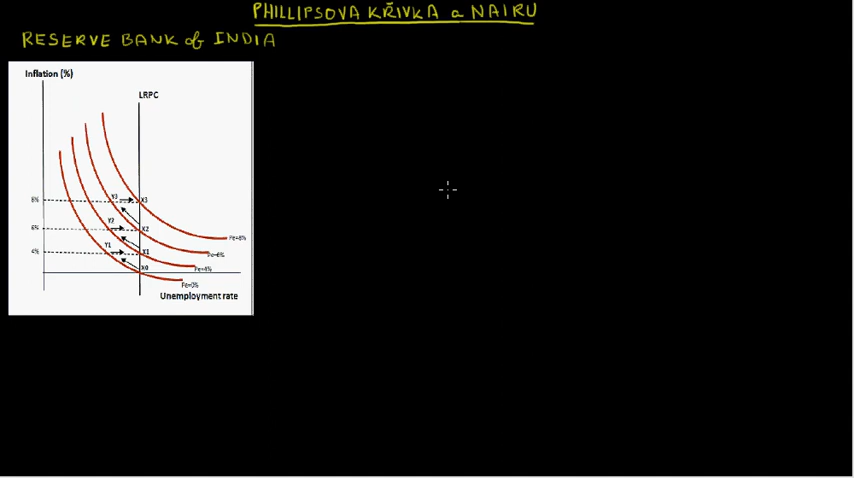 PHILLIPSOVA KŘIVKA a NAIRU
RESERVE BANK of INDIA
Inflation (%)
LRPC
8%
Y3
X3
6%
Y2
X2
Pe=8%
4%
Y1
X1
Pe=6%
X0
Pe=4%
Pe=0%
Unemployment rate